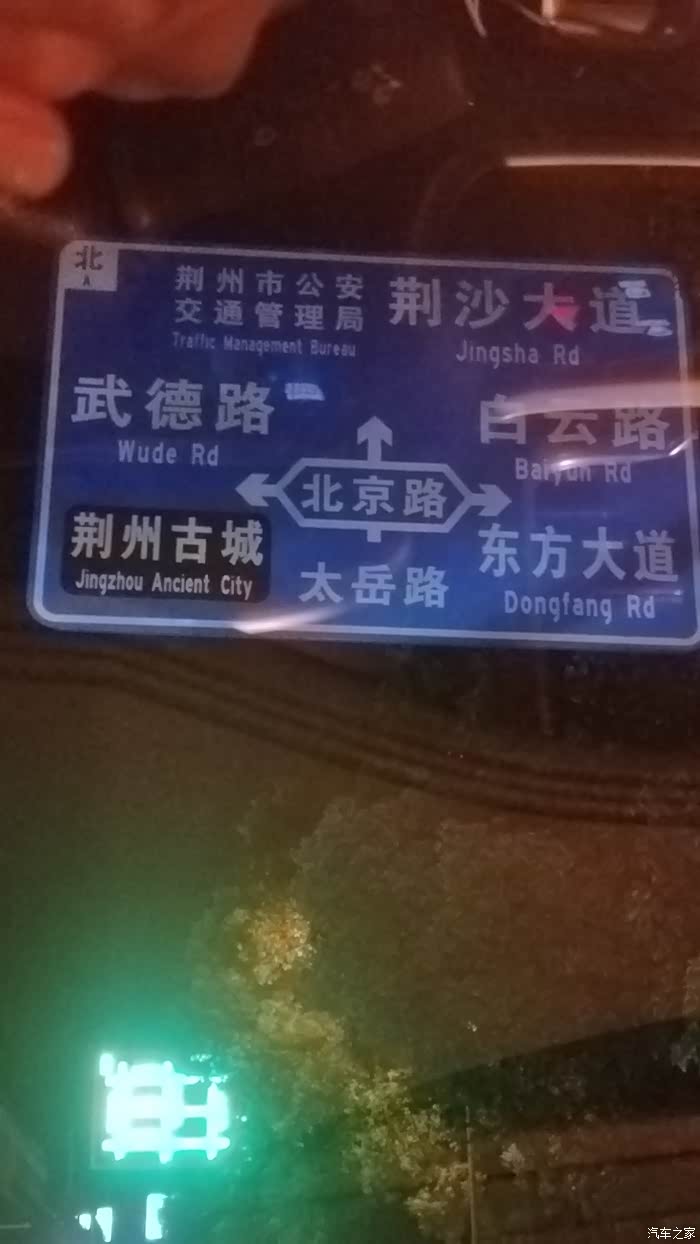 北
荆州市公安
交通管理局
Traffic Management Bureau
荆沙大道
Jingsha Rd
武德路
Wude Rd
白云路
Baiyun Rd
北京路
荆州古城
Jingzhou Ancient City
太岳路
东方大道
Dongfang Rd
汽车之家